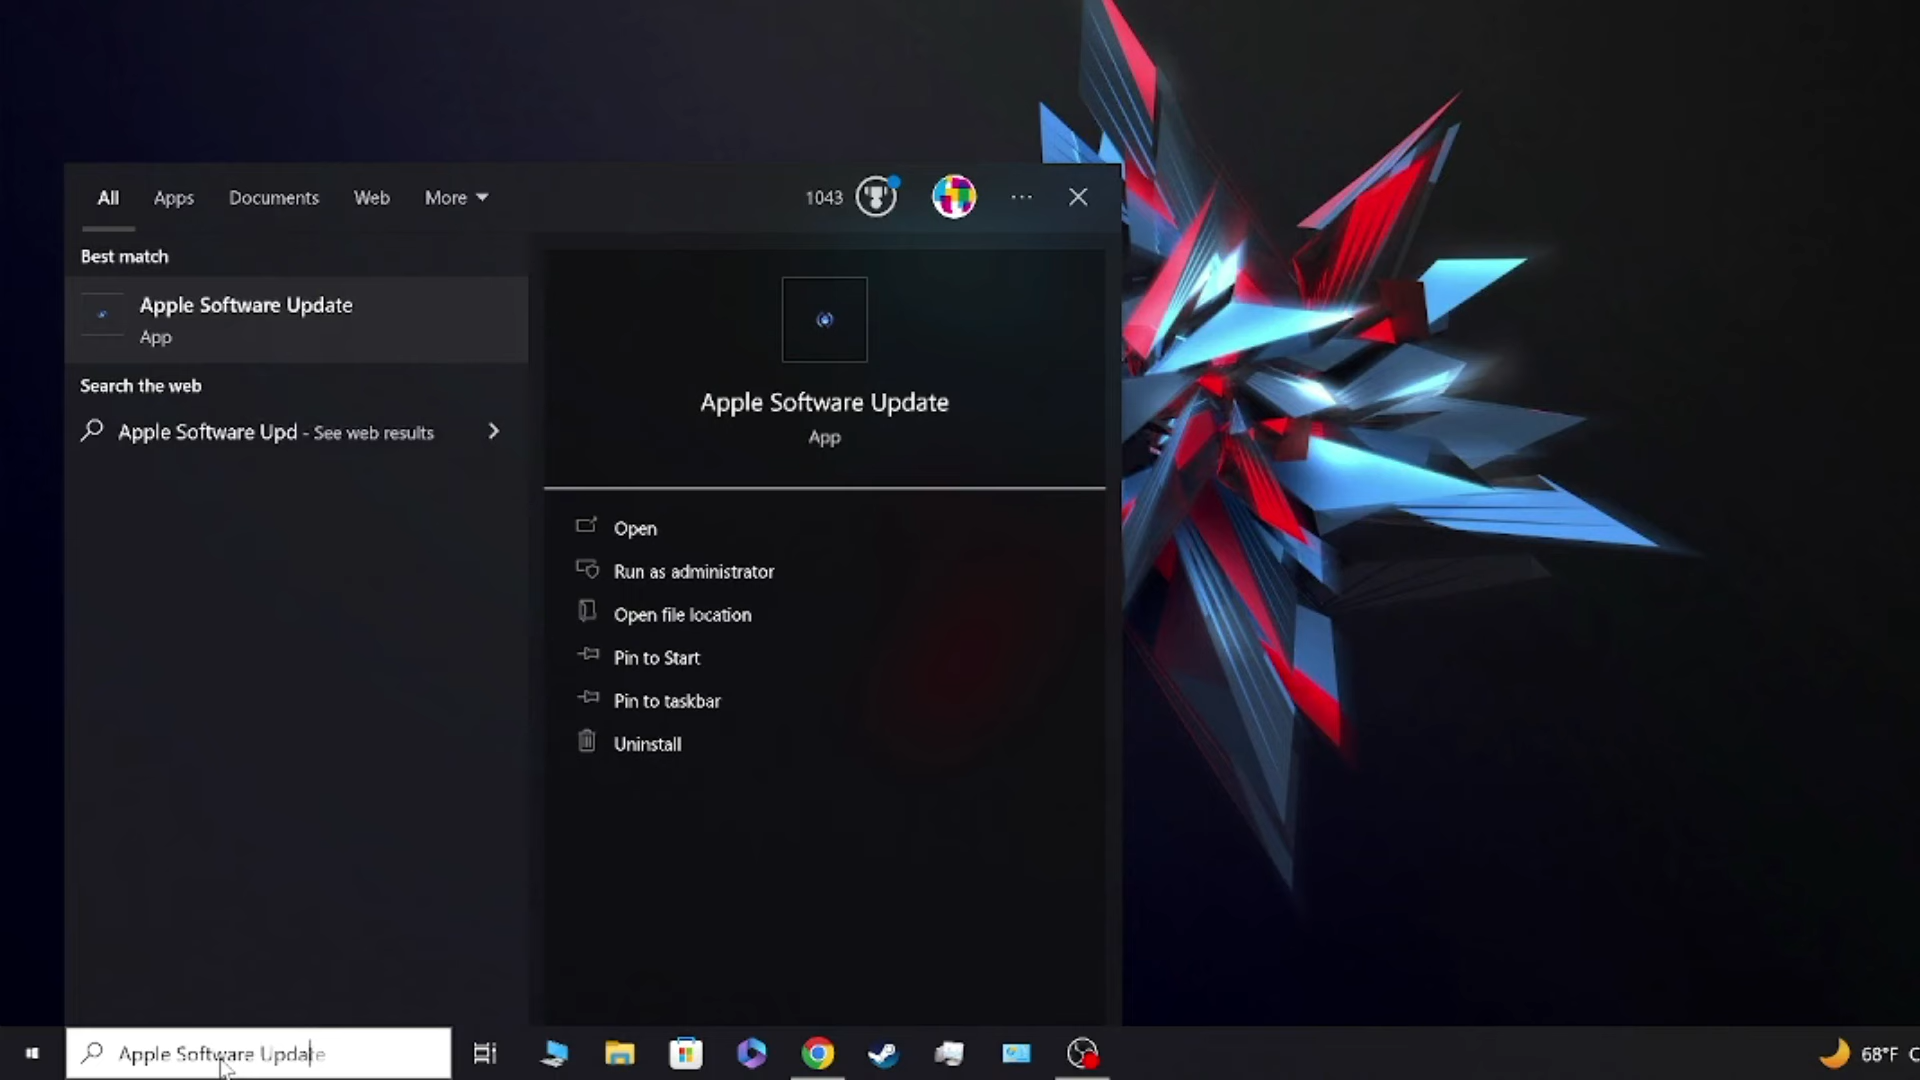 All Apps Documents Web More 1043
Best match
Apple Software Update
App
Search the web
Apple Software Upd - See web results
Apple Software Update
App
Open
Run as administrator
Open file location
Pin to Start
Pin to taskbar
Uninstall
Apple Software Update
68°F C